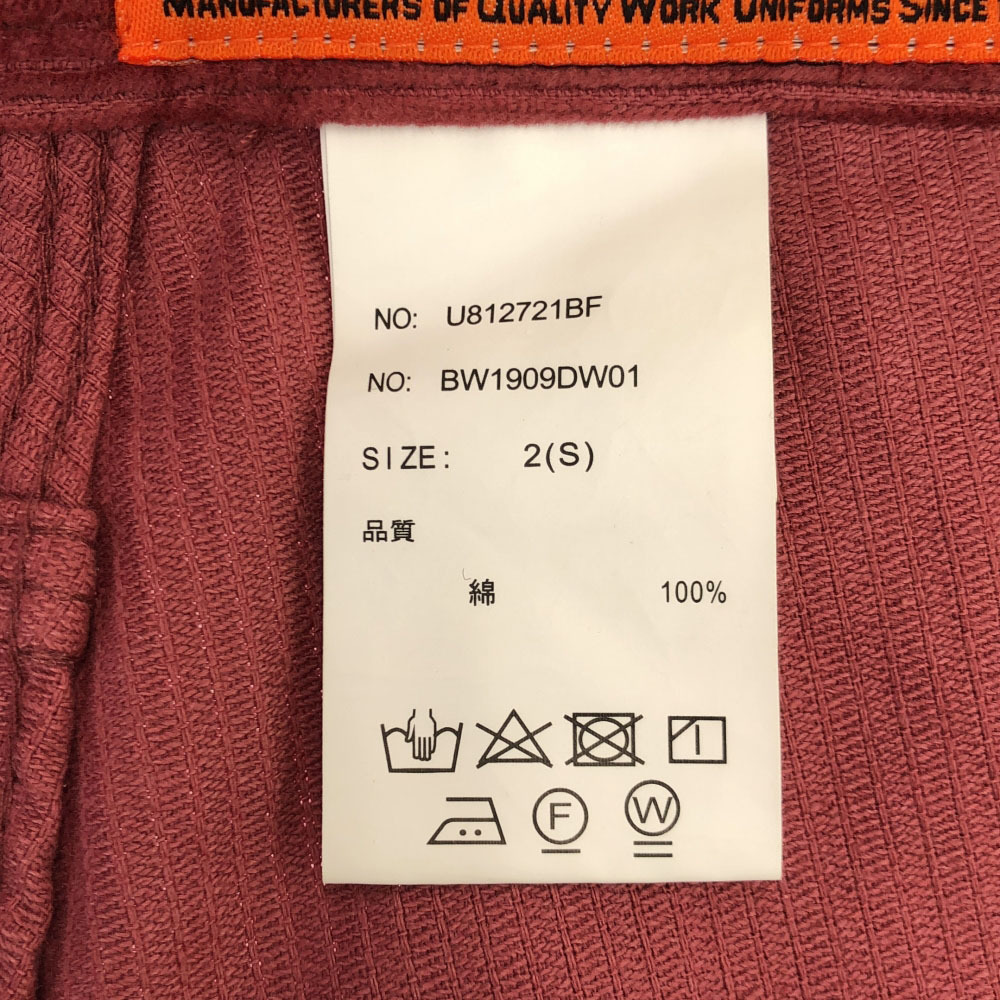 MANUFACTURERS OF QUALITY WORK UNIFORMS SINCE
NO: U812721BF
NO: BW1909DW01
SIZE: 2(S)
品質
綿 100%
F W